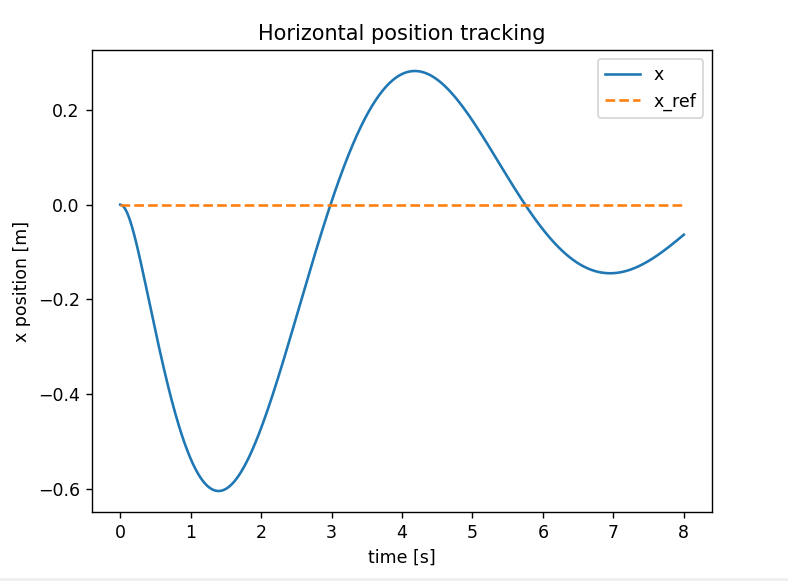 Horizontal position tracking
x
x_ref
x position [m]
0.2
0.0
−0.2
−0.4
−0.6
0 1 2 3 4 5 6 7 8
time [s]